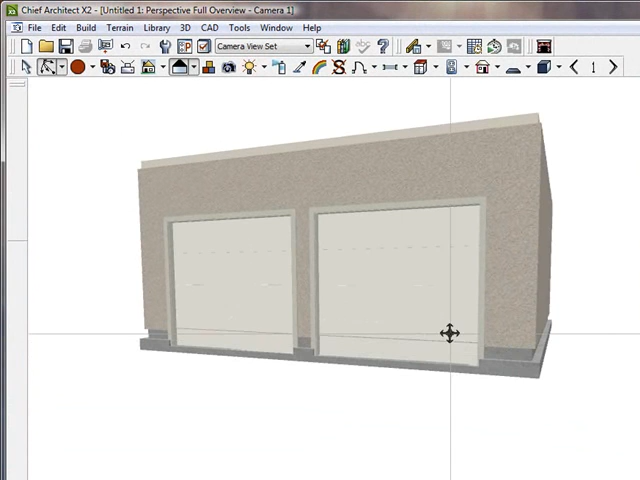 Chief Architect X2 - [Untitled 1: Perspective Full Overview - Camera 1]
File Edit Build Terrain Library 3D CAD Tools Window Help
Camera View Set
1